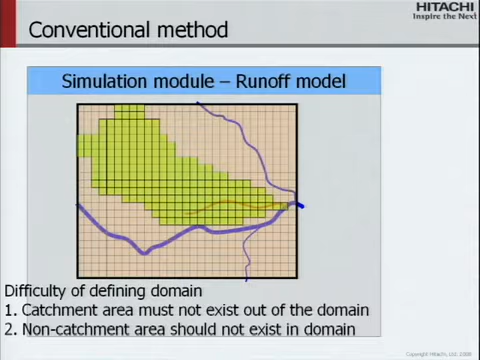 HITACHI
Inspire the Next
Conventional method
Simulation module – Runoff model
Difficulty of defining domain
1. Catchment area must not exist out of the domain
2. Non-catchment area should not exist in domain
Copyright Hitachi, Ltd. 2008